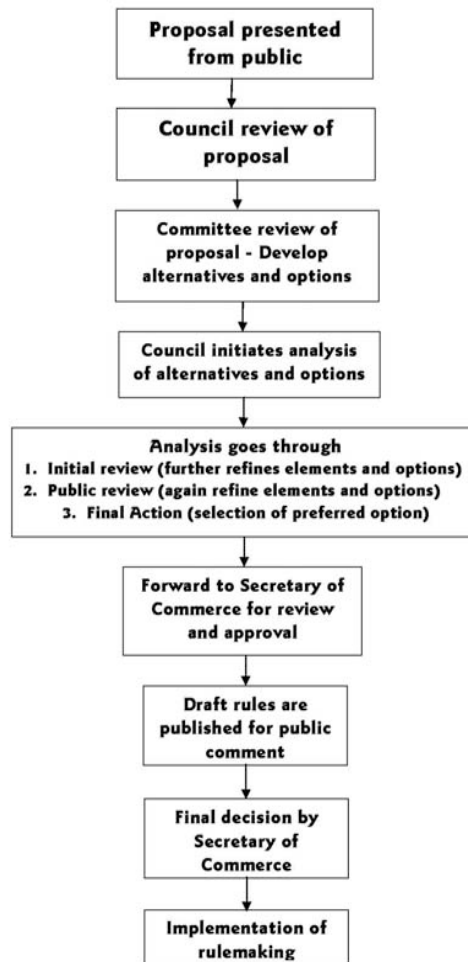 Proposal presented
from public
Council review of
proposal
Committee review of
proposal - Develop
alternatives and options
Council initiates analysis
of alternatives and options
Analysis goes through
1. Initial review (further refines elements and options)
2. Public review (again refine elements and options)
3. Final Action (selection of preferred option)
Forward to Secretary of
Commerce for review
and approval
Draft rules are
published for public
comment
Final decision by
Secretary of
Commerce
Implementation of
rulemaking